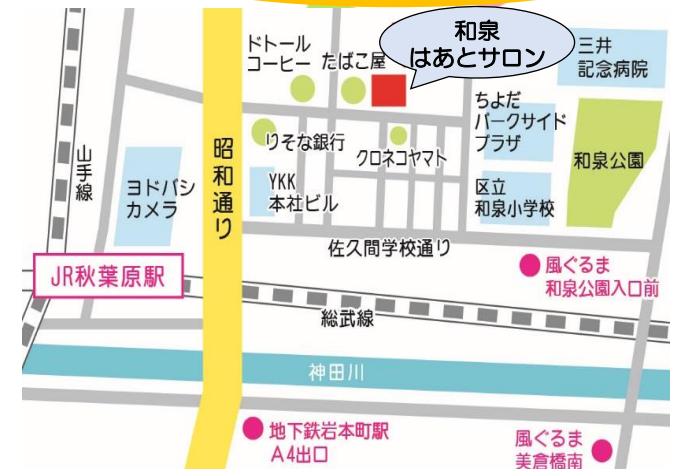 和泉
はあとサロン
ドトール
コーヒー
たばこ屋
三井
記念病院
ちよだ
パークサイド
プラザ
和泉公園
りそな銀行
クロネコヤマト
昭和通り
山手線
ヨドバシ
カメラ
YKK
本社ビル
区立
和泉小学校
佐久間学校通り
JR秋葉原駅
風ぐるま
和泉公園入口前
総武線
神田川
地下鉄岩本町駅
A4出口
風ぐるま
美倉橋南